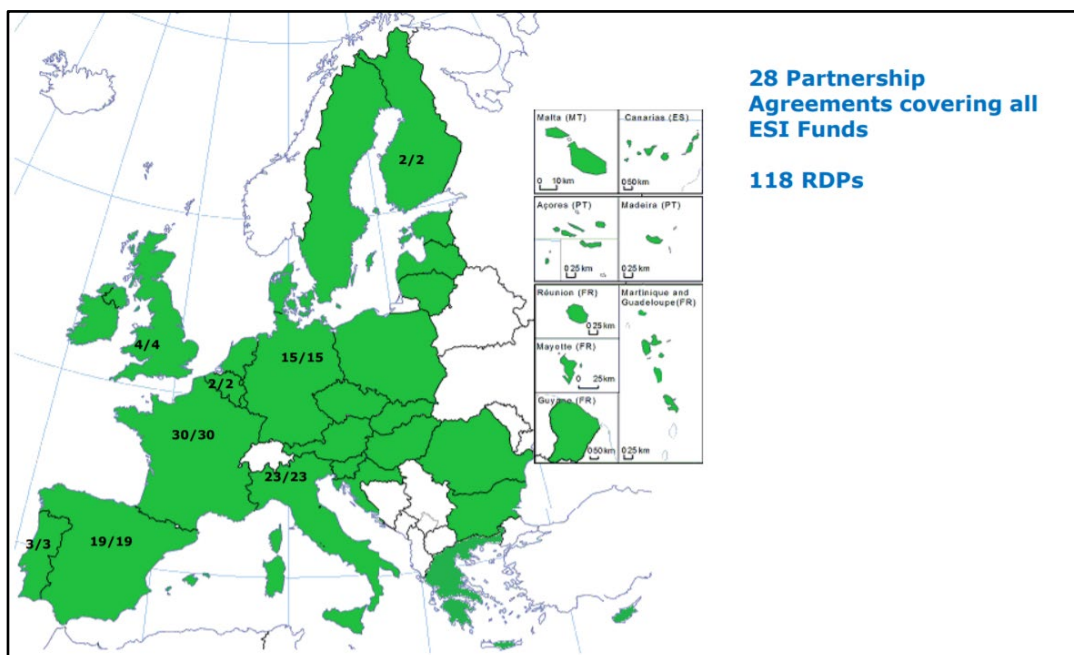 28 Partnership
Agreements covering all
ESI Funds
118 RDPs
2/2
4/4
15/15
2/2
30/30
23/23
3/3
19/19
Malta (MT)
0 10 km
Canarias (ES)
0 50 km
Açores (PT)
0 25 km
Madeira (PT)
0 25 km
Réunion (FR)
0 25 km
Mayotte (FR)
0 25 km
Guyane (FR)
0 50 km
Martinique and
Guadeloupe(FR)
0 25 km